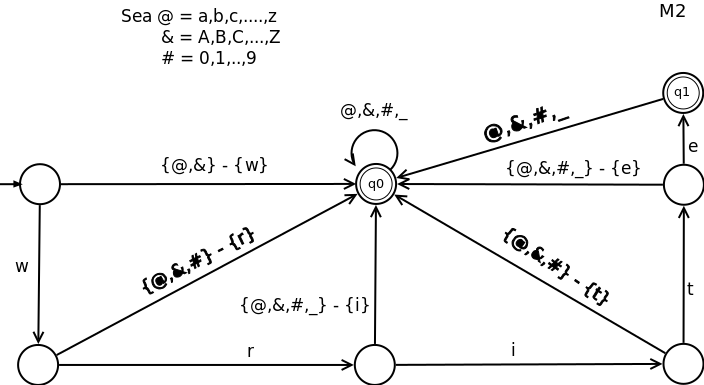 M2
Sea @ = a,b,c,....,z
& = A,B,C,...,Z
# = 0,1,..,9
q1
@,&,#,_
@,&,#,_
{@,&} - {w}
q0
{@,&,#,_} - {e}
e
w
{@,&,#} - {r}
{@,&,#,_} - {i}
{@,&,#} - {t}
t
r
i